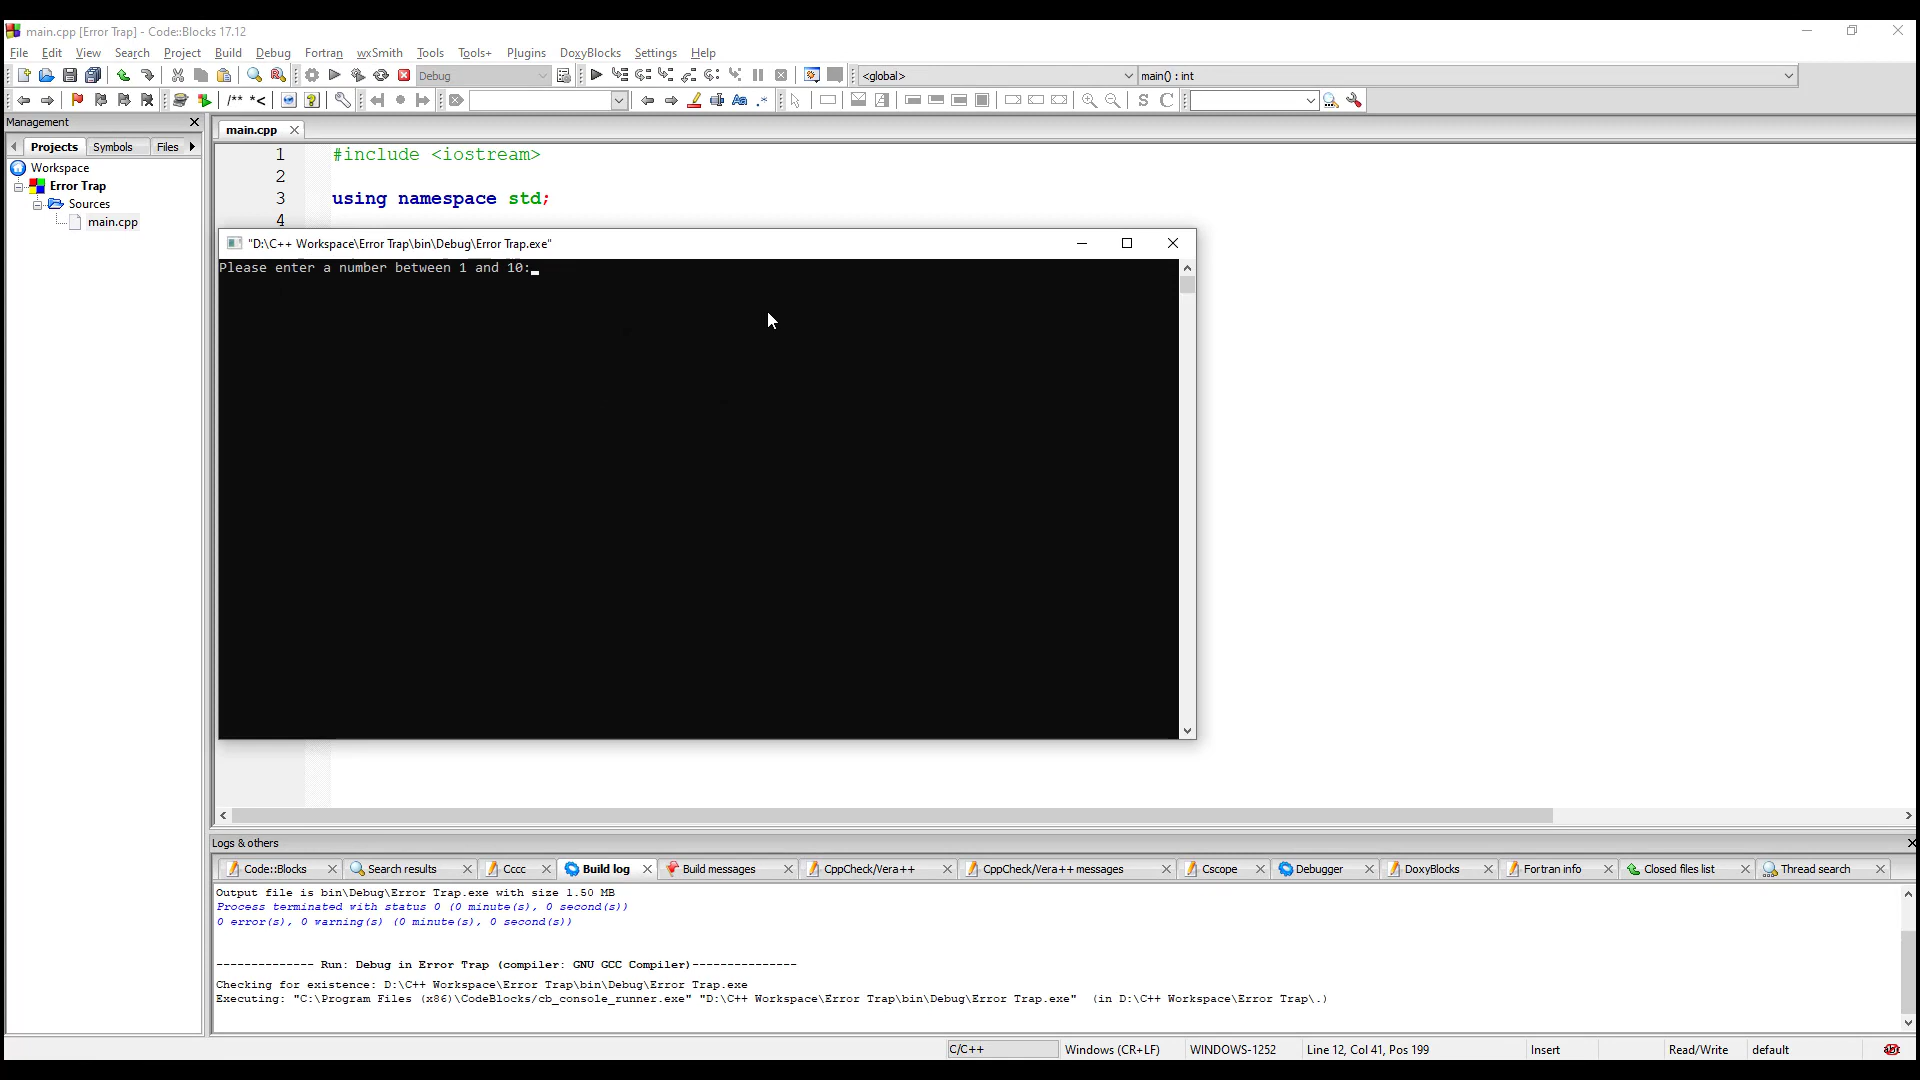 main.cpp [Error Trap] - Code::Blocks 17.12
File Edit View Search Project Build Debug Fortran wxSmith Tools Tools+ Plugins DoxyBlocks Settings Help
Debug <global> main() : int
/** *< Aa .* S C
Management
main.cpp
Projects Symbols Files
1 #include <iostream>
Workspace
2
Error Trap
3 using namespace std;
Sources
4
main.cpp
"D:\C++ Workspace\Error Trap\bin\Debug\Error Trap.exe"
Please enter a number between 1 and 10:
Logs & others
Code::Blocks Search results Cccc Build log Build messages CppCheck/Vera++ CppCheck/Vera++ messages Cscope Debugger DoxyBlocks Fortran info Closed files list Thread search
Output file is bin\Debug\Error Trap.exe with size 1.50 MB
Process terminated with status 0 (0 minute(s), 0 second(s))
0 error(s), 0 warning(s) (0 minute(s), 0 second(s))
-------------- Run: Debug in Error Trap (compiler: GNU GCC Compiler)---------------
Checking for existence: D:\C++ Workspace\Error Trap\bin\Debug\Error Trap.exe
Executing: "C:\Program Files (x86)\CodeBlocks/cb_console_runner.exe" "D:\C++ Workspace\Error Trap\bin\Debug\Error Trap.exe"  (in D:\C++ Workspace\Error Trap\.)
C/C++ Windows (CR+LF) WINDOWS-1252 Line 12, Col 41, Pos 199 Insert Read/Write default